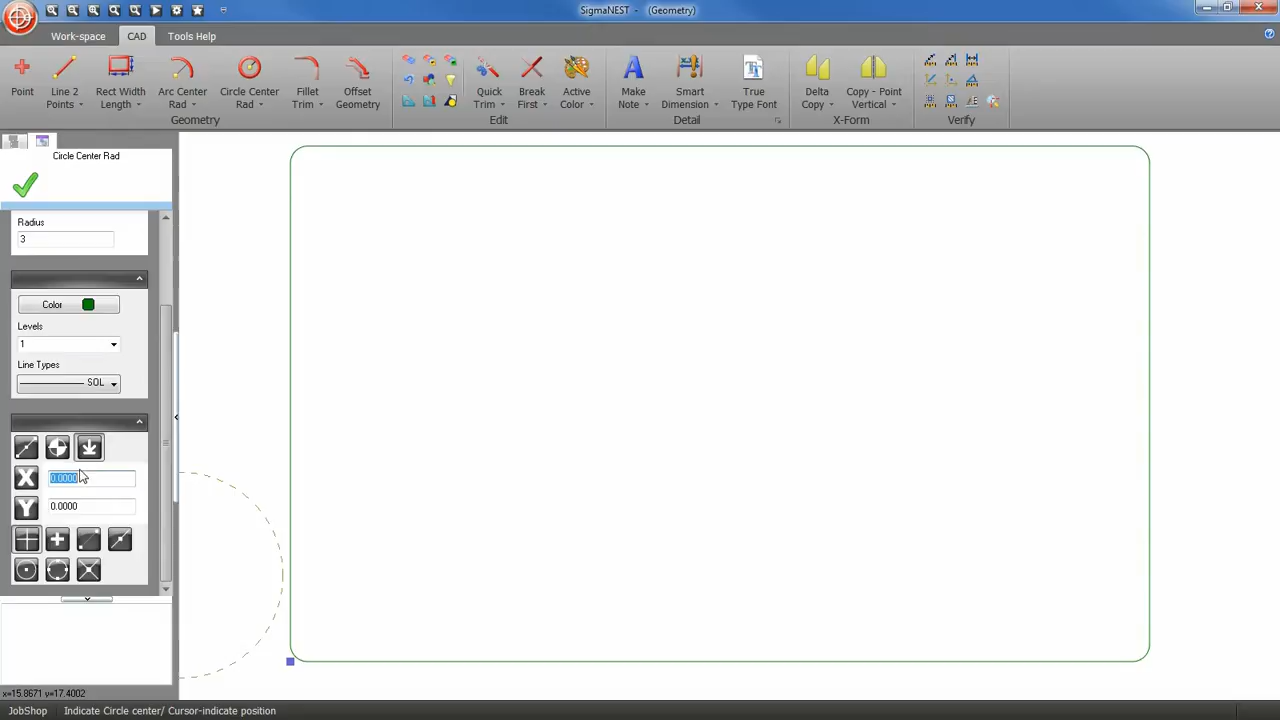 SigmaNEST - (Geometry)
Work-space CAD Tools Help
Point
Line 2 Points
Rect Width Length
Arc Center Rad
Circle Center Rad
Fillet Trim
Offset Geometry
Quick Trim
Break First
Active Color
Make Note
Smart Dimension
True Type Font
Delta Copy
Copy - Point Vertical
Geometry Edit Detail X-Form Verify
Circle Center Rad
Radius
3
Color
Levels
1
Line Types
SOL
X 0.0000
Y 0.0000
x=15.8671 y=17.4002
JobShop Indicate Circle center/ Cursor-indicate position